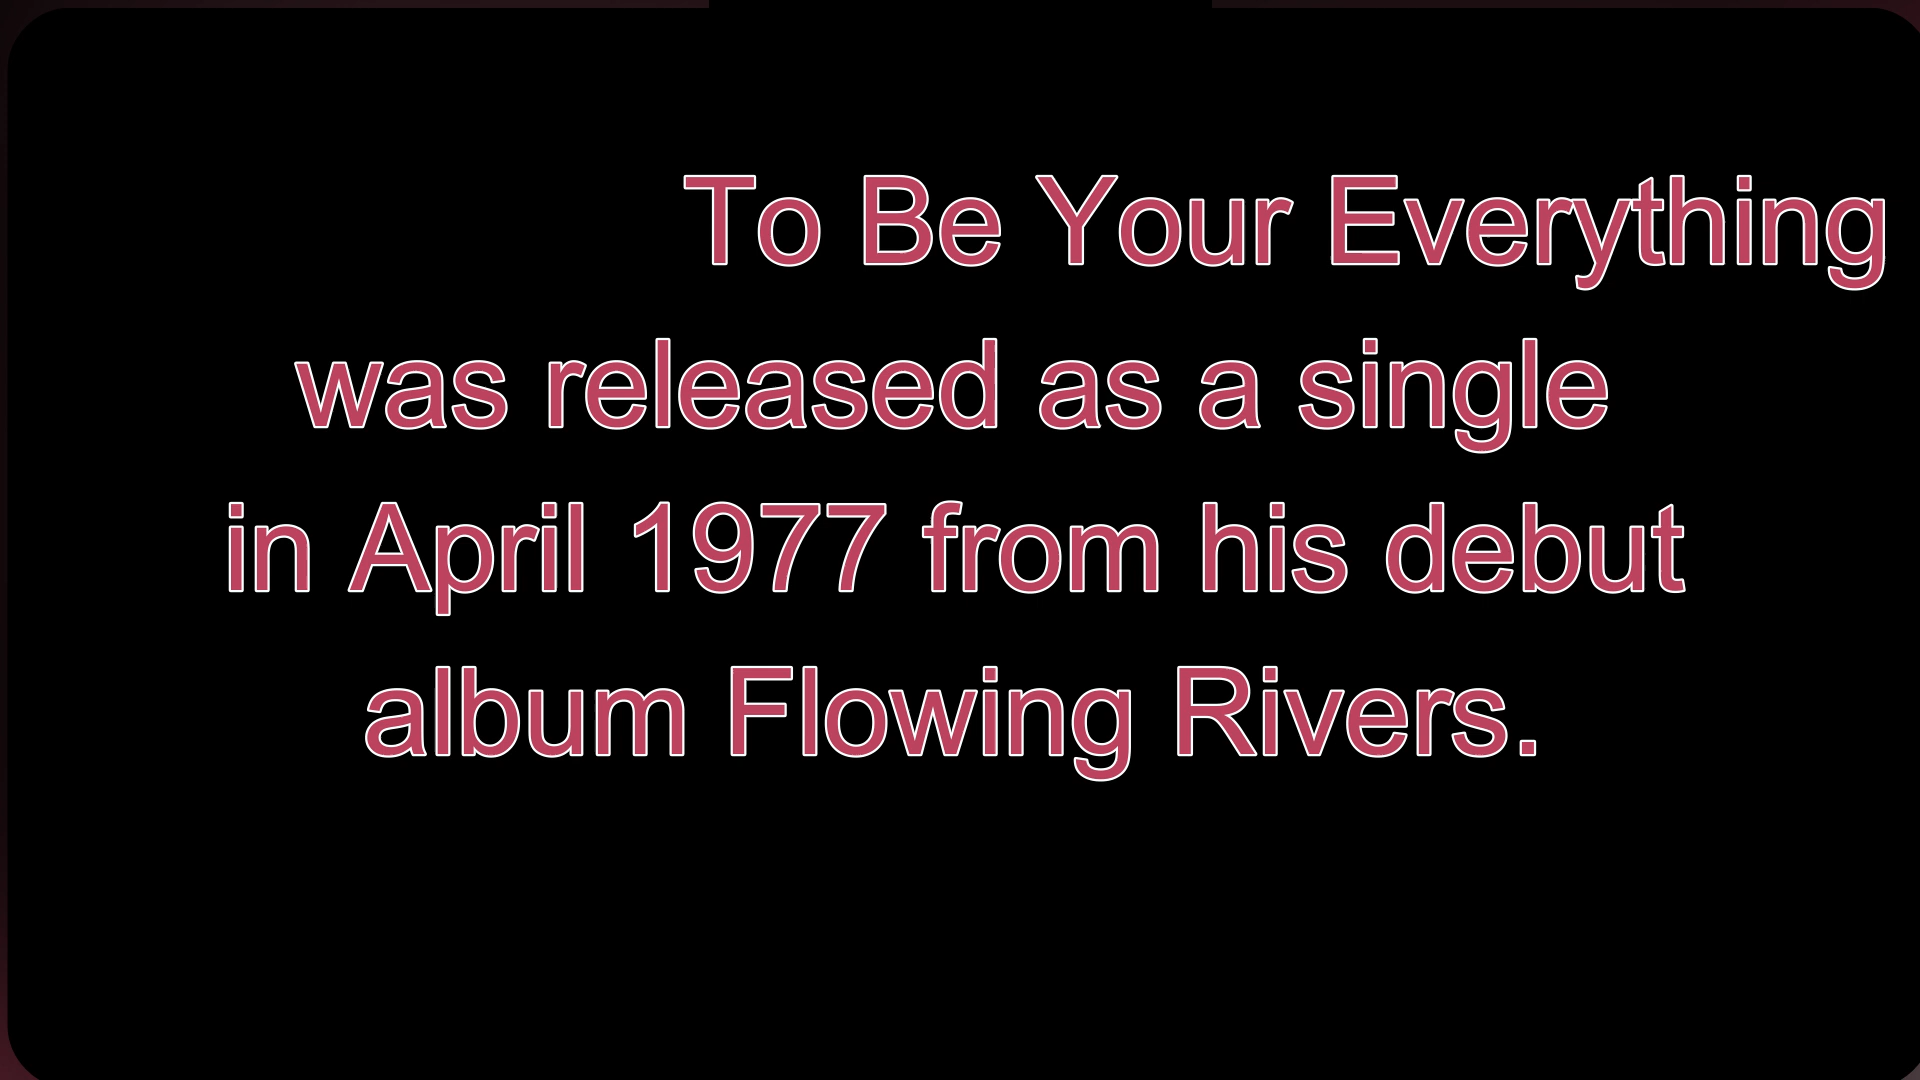 To Be Your Everything
was released as a single
in April 1977 from his debut
album Flowing Rivers.